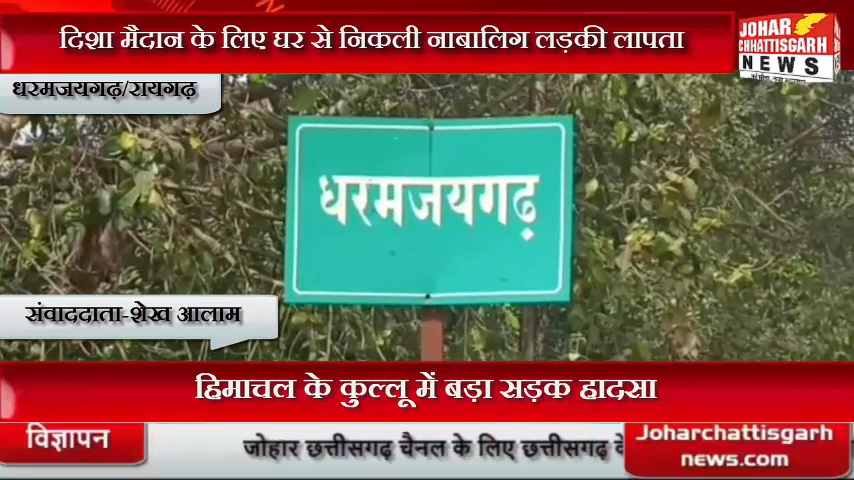 दिशा मैदान के लिए घर से निकली नाबालिग लड़की लापता
JOHAR
CHHATTISGARH
NEWS
धरमजयगढ़/रायगढ़
धरमजयगढ़
संवाददाता-शेख आलाम
हिमाचल के कुल्लू में बड़ा सड़क हादसा
विज्ञापन
जोहार छत्तीसगढ़ चैनल के लिए छत्तीसगढ़
Joharchattisgarh
news.com